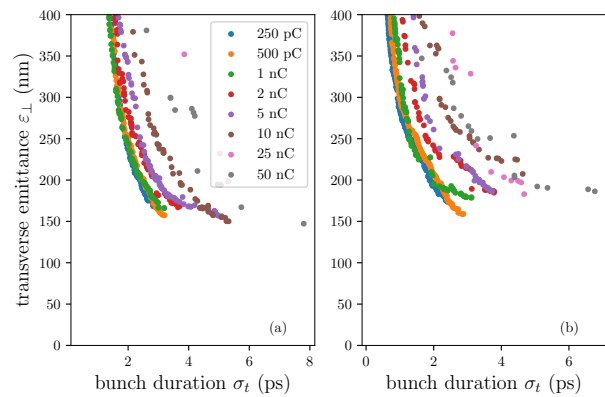 transverse emittance ε⊥ (nm)
400
350
300
250
200
150
100
50
0
250 pC
500 pC
1 nC
2 nC
5 nC
10 nC
25 nC
50 nC
(a)
2 4 6 8
bunch duration σt (ps)
400
350
300
250
200
150
100
50
0
(b)
0 2 4 6
bunch duration σt (ps)